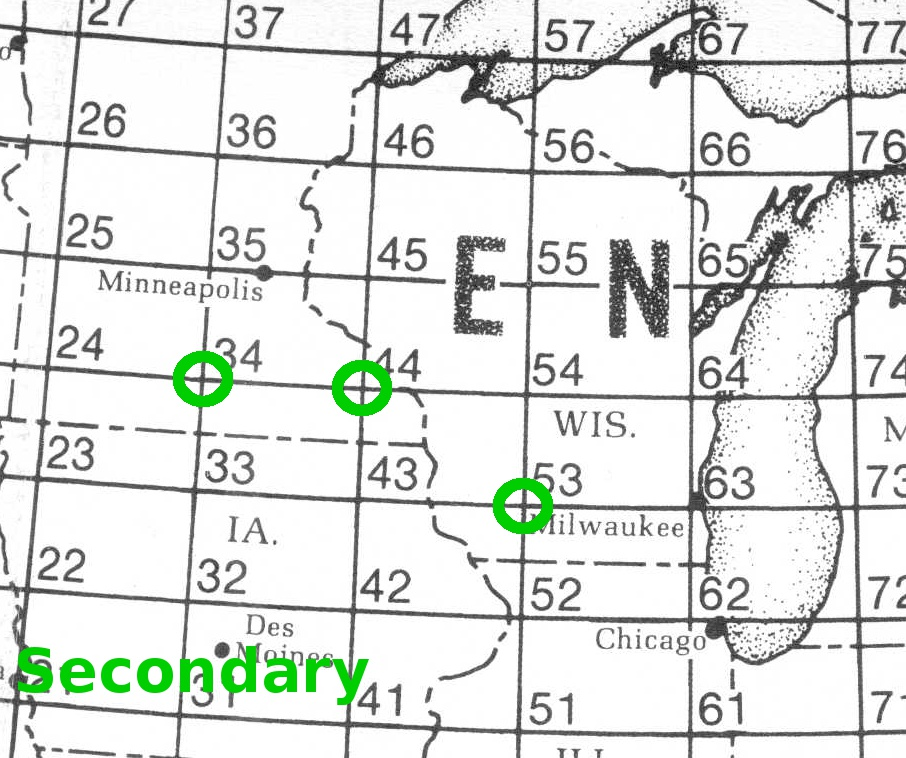 27 37 47 57 67 77
26 36 46 56 66 76
25 35 45 55 65 75
E N
Minneapolis
24 34 44 54 64 74
WIS.
23 33 43 53 63 73
Milwaukee
IA.
22 32 42 52 62 72
Des
Moines
Chicago
Secondary
31 41 51 61 71